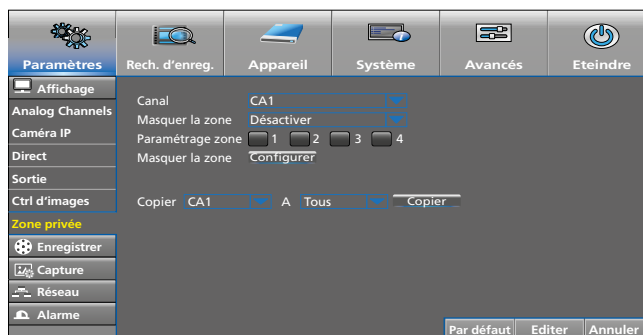 Paramètres Rech. d'enreg. Appareil Système Avancés Eteindre
Affichage
Analog Channels
Caméra IP
Direct
Sortie
Ctrl d'images
Zone privée
Enregistrer
Capture
Réseau
Alarme
Canal CA1
Masquer la zone Désactiver
Paramétrage zone 1 2 3 4
Masquer la zone Configurer
Copier CA1 A Tous Copier
Par défaut Editer Annuler